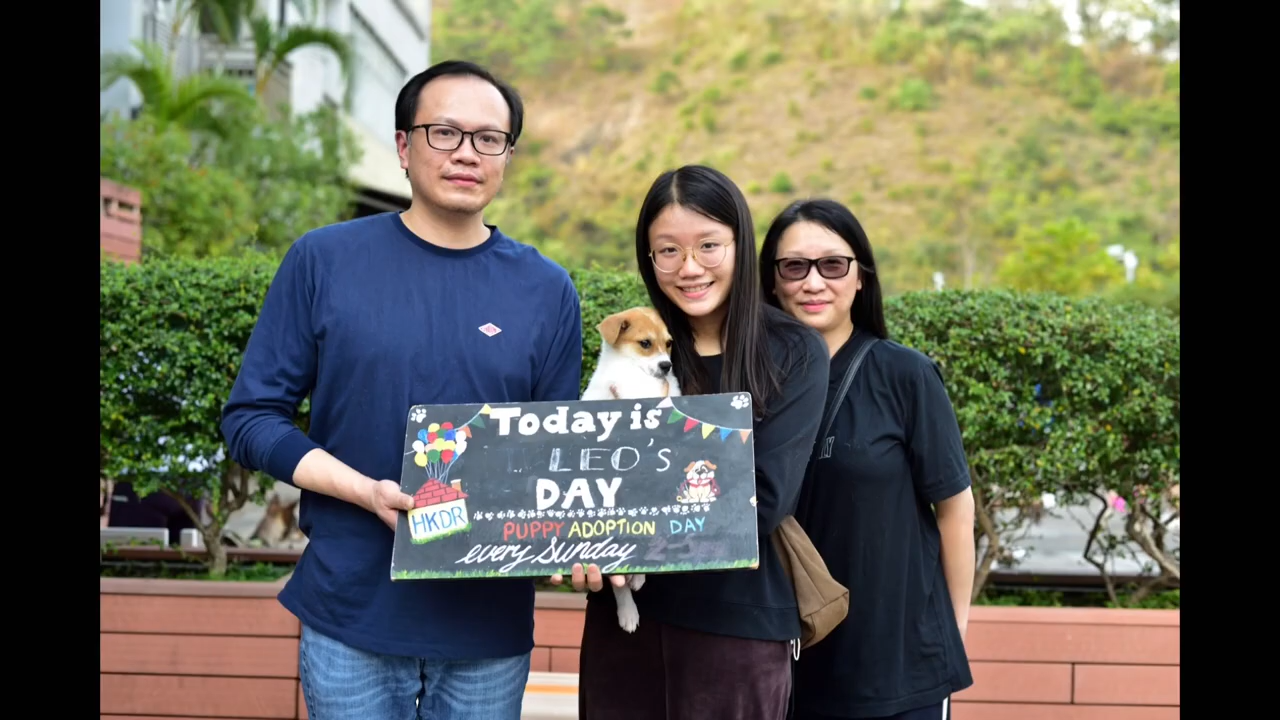 Today is
LEO's
DAY
HKDR
PUPPY ADOPTION DAY
every Sunday